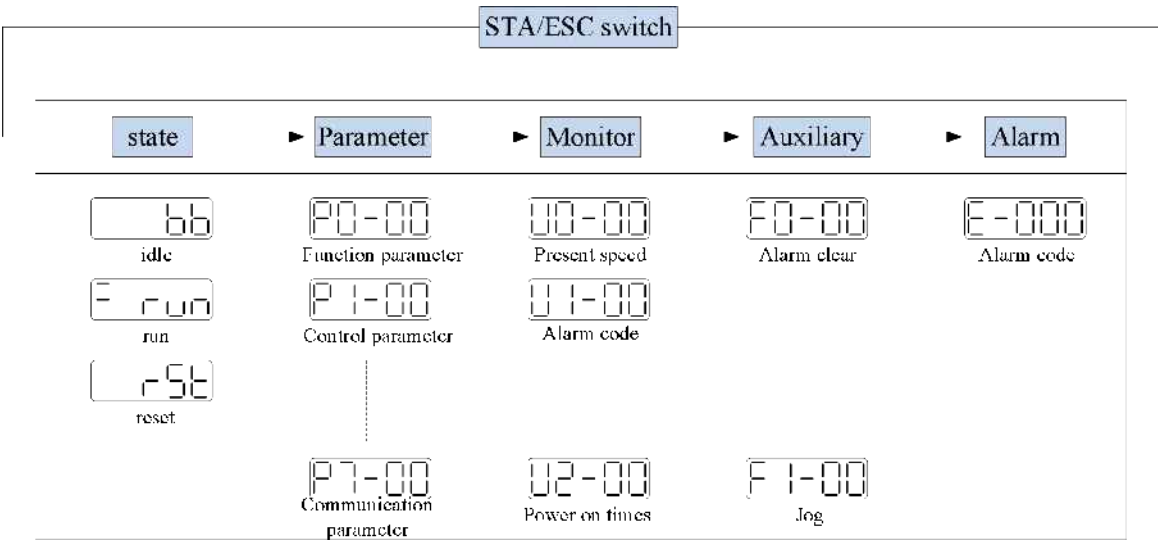 STA/ESC switch
state ► Parameter ► Monitor ► Auxiliary ► Alarm
bb P0-00 U0-00 F0-00 E-000
idle Function parameter Present speed Alarm clear Alarm code
run P1-00 U1-00
run Control parameter Alarm code
rSt
reset
P7-00 U2-00 F1-00
Communication
parameter Power on times Jog